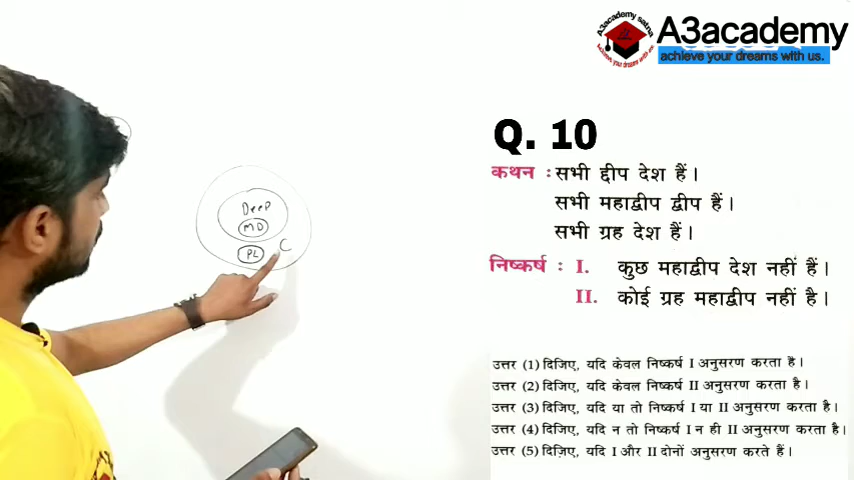 A3academy satna
A3academy
achieve your dreams with us.
Q. 10
कथन : सभी द्दीप देश हैं।
सभी महाद्वीप द्वीप हैं।
सभी ग्रह देश हैं।
निष्कर्ष : I. कुछ महाद्वीप देश नहीं हैं।
II. कोई ग्रह महाद्वीप नहीं है।
Deep
MD
PL
C
उत्तर (1) दिजिए, यदि केवल निष्कर्ष I अनुसरण करता है।
उत्तर (2) दिजिए, यदि केवल निष्कर्ष II अनुसरण करता है।
उत्तर (3) दिजिए, यदि या तो निष्कर्ष I या II अनुसरण करता है।
उत्तर (4) दिजिए, यदि न तो निष्कर्ष I न ही II अनुसरण करता है।
उत्तर (5) दिज़िए, यदि I और II दोनों अनुसरण करते हैं।